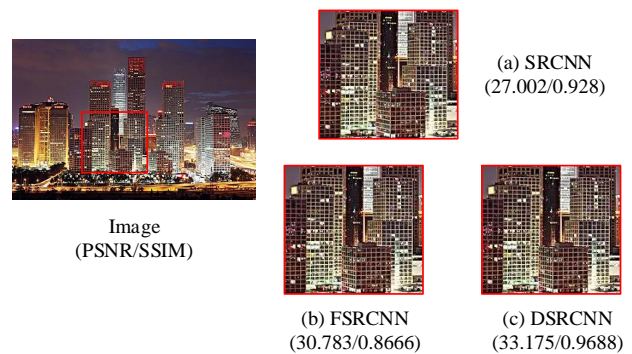 (a) SRCNN
(27.002/0.928)
Image
(PSNR/SSIM)
(b) FSRCNN
(30.783/0.8666)
(c) DSRCNN
(33.175/0.9688)